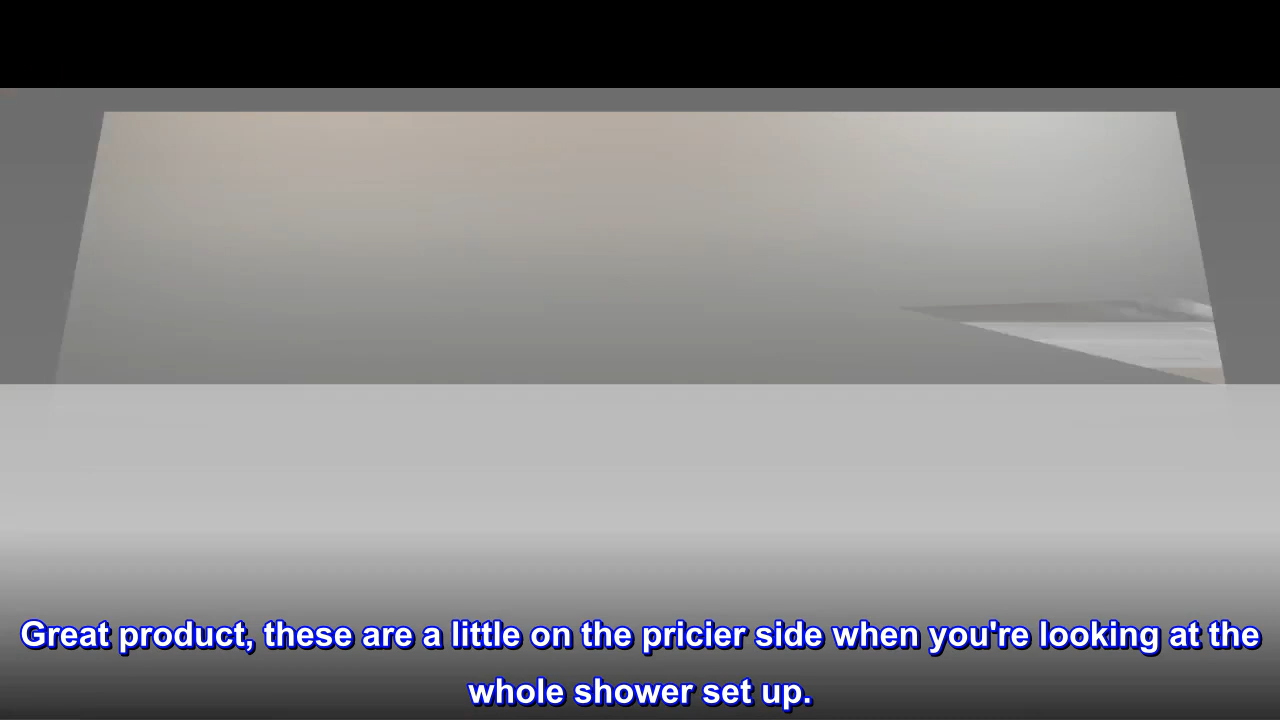 Great product, these are a little on the pricier side when you're looking at the
whole shower set up.